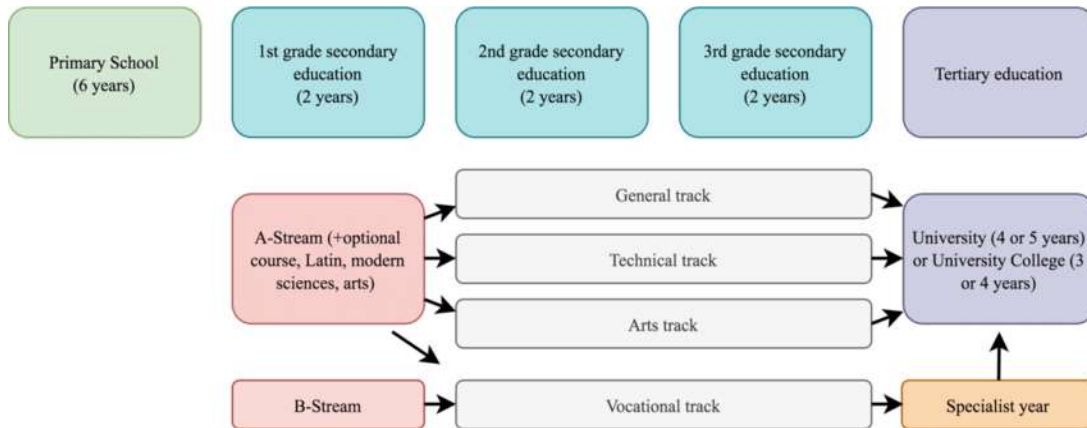 Primary School
(6 years)
1st grade secondary
education
(2 years)
2nd grade secondary
education
(2 years)
3rd grade secondary
education
(2 years)
Tertiary education
A-Stream (+optional
course, Latin, modern
sciences, arts)
General track
Technical track
Arts track
University (4 or 5 years)
or University College (3
or 4 years)
B-Stream
Vocational track
Specialist year